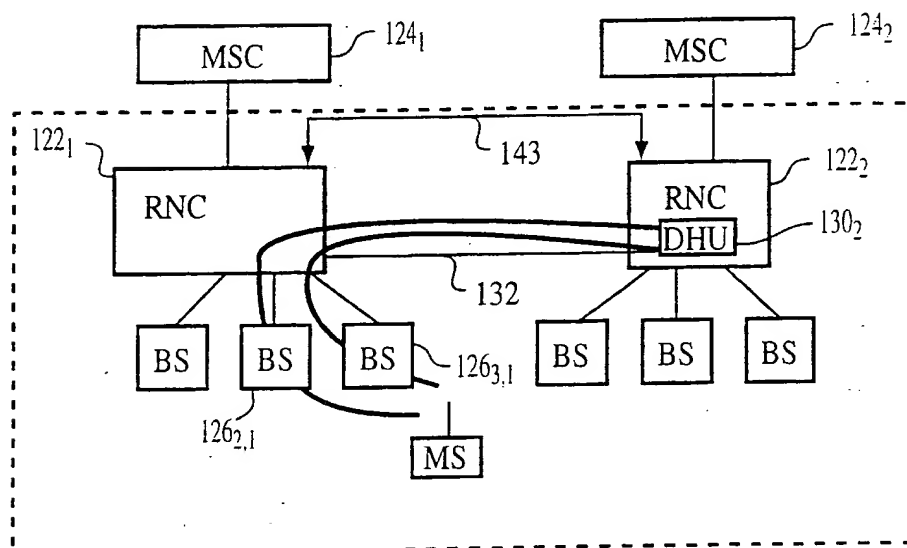 MSC 124₁
MSC 124₂
122₁ RNC
143
RNC 122₂
DHU 130₂
132
BS BS BS 126₃,₁
BS BS BS
126₂,₁
MS